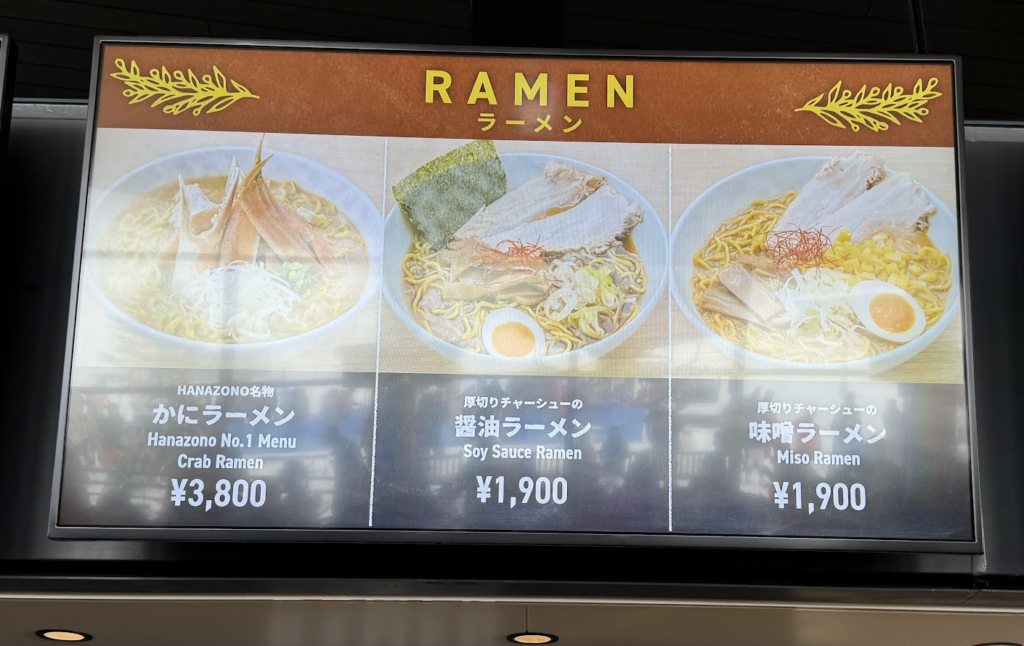 RAMEN
ラーメン
HANAZONO名物
かにラーメン
Hanazono No.1 Menu
Crab Ramen
¥3,800
厚切りチャーシューの
醤油ラーメン
Soy Sauce Ramen
¥1,900
厚切りチャーシューの
味噌ラーメン
Miso Ramen
¥1,900